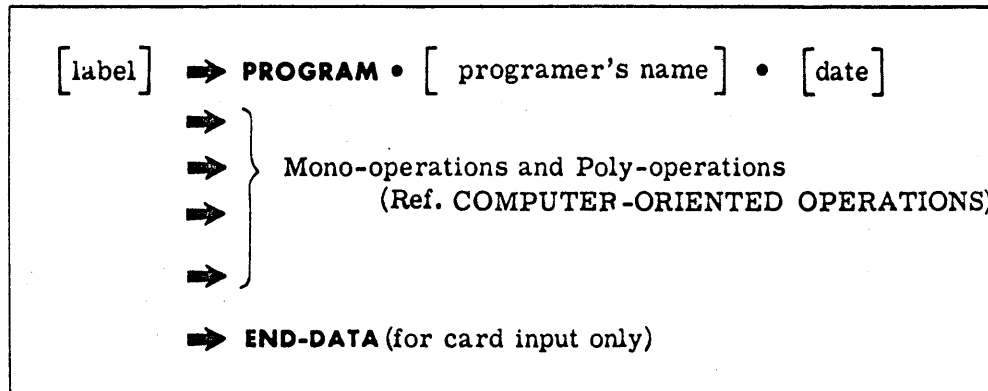 [label] ➡ PROGRAM • [ programer's name ] • [date]
➡
➡ Mono-operations and Poly-operations
➡ (Ref. COMPUTER-ORIENTED OPERATIONS)
➡
➡ END-DATA (for card input only)